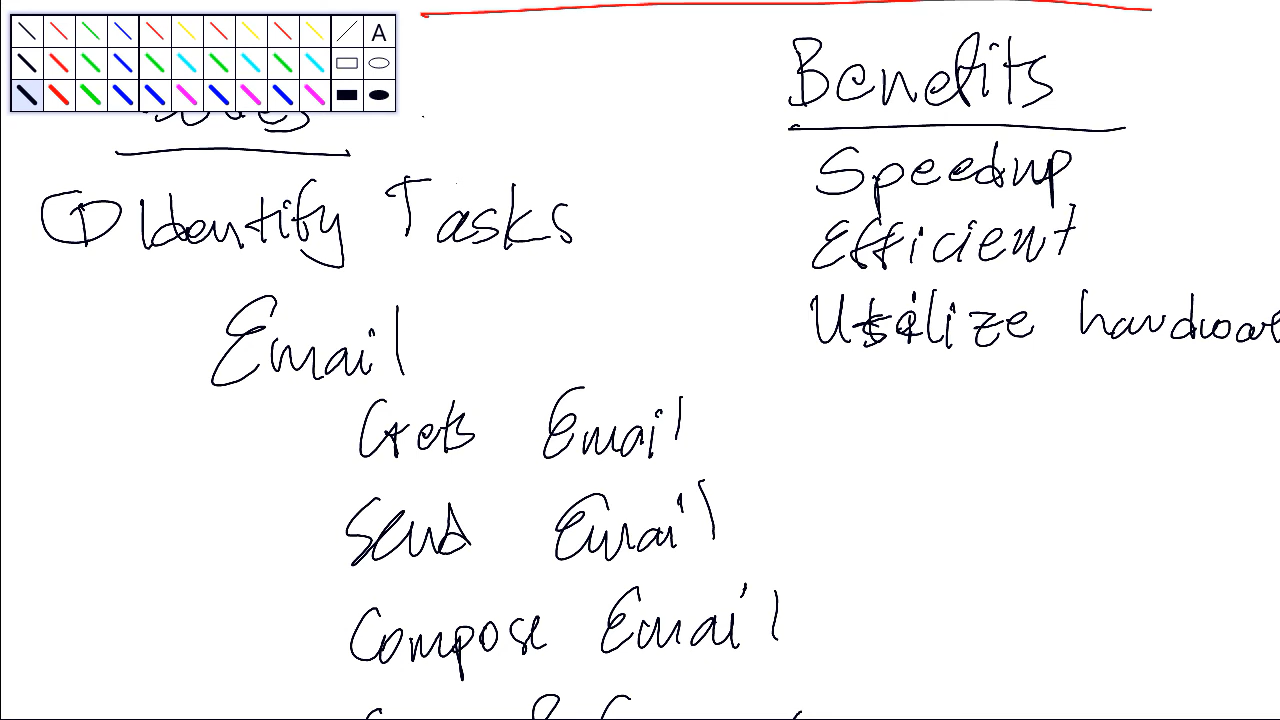 A
Benefits
① Identify Tasks
Speedup
Efficient
Utilize hardware
Email
Gets Email
Send Email
Compose Email